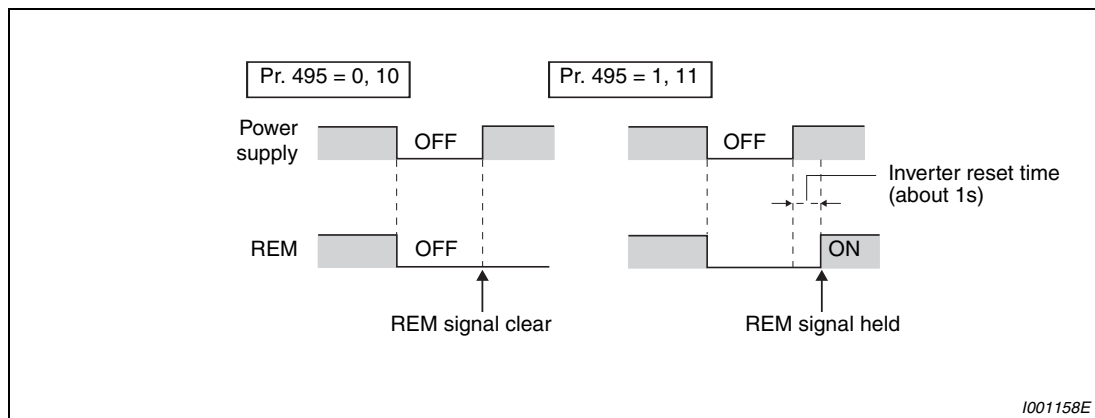 Pr. 495 = 0, 10
Pr. 495 = 1, 11
Power
supply
OFF
OFF
Inverter reset time
(about 1s)
REM
OFF
ON
REM signal clear
REM signal held
I001158E